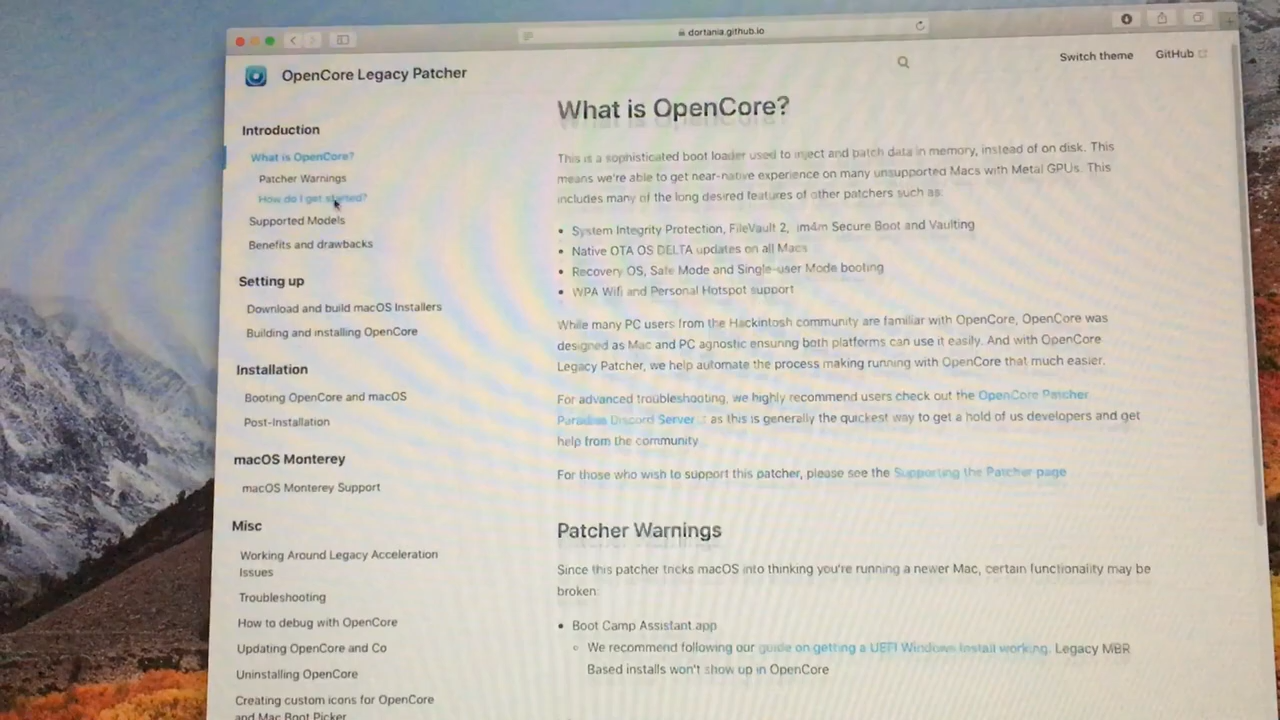 dortania.github.io
OpenCore Legacy Patcher
Switch theme
GitHub
Introduction
What is OpenCore?
Patcher Warnings
How do I get started?
Supported Models
Benefits and drawbacks
Setting up
Download and build macOS Installers
Building and installing OpenCore
Installation
Booting OpenCore and macOS
Post-Installation
macOS Monterey
macOS Monterey Support
Misc
Working Around Legacy Acceleration
Issues
Troubleshooting
How to debug with OpenCore
Updating OpenCore and Co
Uninstalling OpenCore
Creating custom icons for OpenCore
and Mac Boot Picker
What is OpenCore?
This is a sophisticated boot loader used to inject and patch data in memory, instead of on disk. This
means we're able to get near-native experience on many unsupported Macs with Metal GPUs. This
includes many of the long desired features of other patchers such as:
• System Integrity Protection, FileVault 2, im4m Secure Boot and Vaulting
• Native OTA OS DELTA updates on all Macs
• Recovery OS, Safe Mode and Single-user Mode booting
• WPA Wifi and Personal Hotspot support
While many PC users from the Hackintosh community are familiar with OpenCore, OpenCore was
designed as Mac and PC agnostic ensuring both platforms can use it easily. And with OpenCore
Legacy Patcher, we help automate the process making running with OpenCore that much easier.
For advanced troubleshooting, we highly recommend users check out the OpenCore Patcher
Paradise Discord Server as this is generally the quickest way to get a hold of us developers and get
help from the community
For those who wish to support this patcher, please see the Supporting the Patcher page
Patcher Warnings
Since this patcher tricks macOS into thinking you're running a newer Mac, certain functionality may be
broken:
• Boot Camp Assistant.app
◦ We recommend following our guide on getting a UEFI Windows install working. Legacy MBR
Based installs won't show up in OpenCore